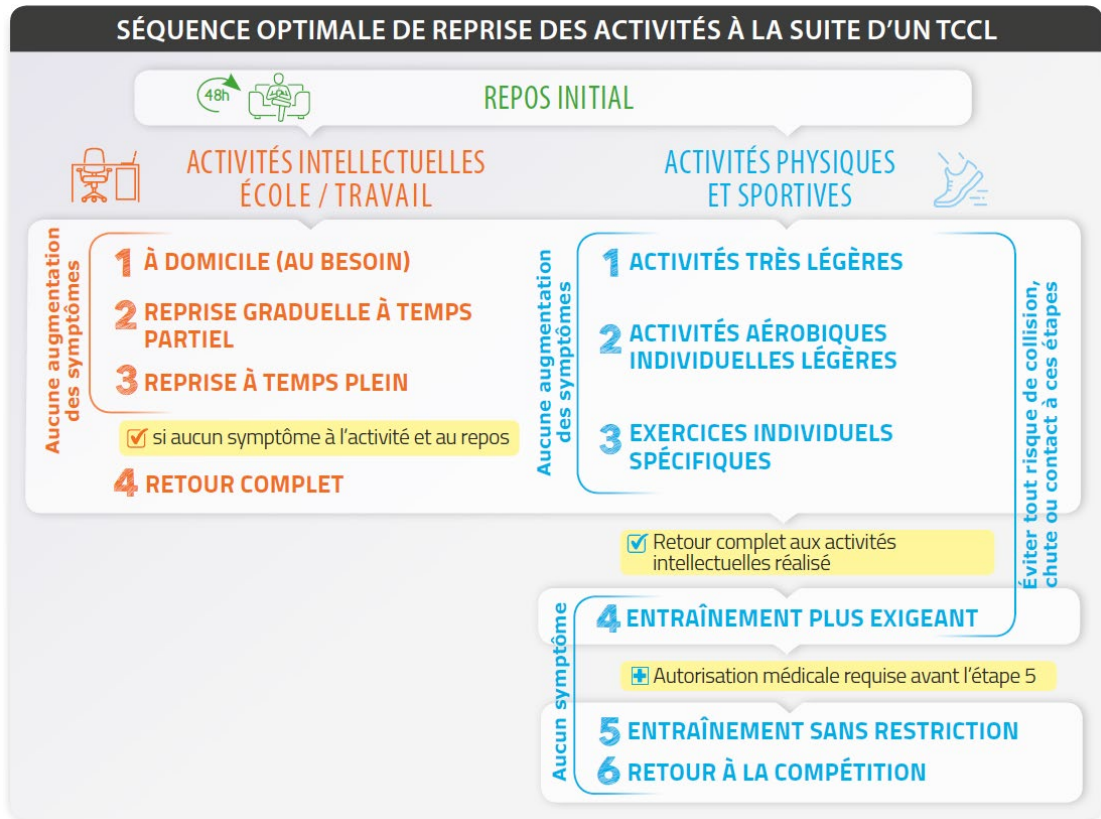 SÉQUENCE OPTIMALE DE REPRISE DES ACTIVITÉS À LA SUITE D'UN TCCL
48h
REPOS INITIAL
ACTIVITÉS INTELLECTUELLES
ÉCOLE / TRAVAIL
Aucune augmentation
des symptômes
1 À DOMICILE (AU BESOIN)
2 REPRISE GRADUELLE À TEMPS
PARTIEL
3 REPRISE À TEMPS PLEIN
si aucun symptôme à l'activité et au repos
4 RETOUR COMPLET
ACTIVITÉS PHYSIQUES
ET SPORTIVES
Aucune augmentation
des symptômes
1 ACTIVITÉS TRÈS LÉGÈRES
2 ACTIVITÉS AÉROBIQUES
INDIVIDUELLES LÉGÈRES
3 EXERCICES INDIVIDUELS
SPÉCIFIQUES
Éviter tout risque de collision,
chute ou contact à ces étapes
Retour complet aux activités
intellectuelles réalisé
Aucun symptôme
4 ENTRAÎNEMENT PLUS EXIGEANT
Autorisation médicale requise avant l'étape 5
5 ENTRAÎNEMENT SANS RESTRICTION
6 RETOUR À LA COMPÉTITION